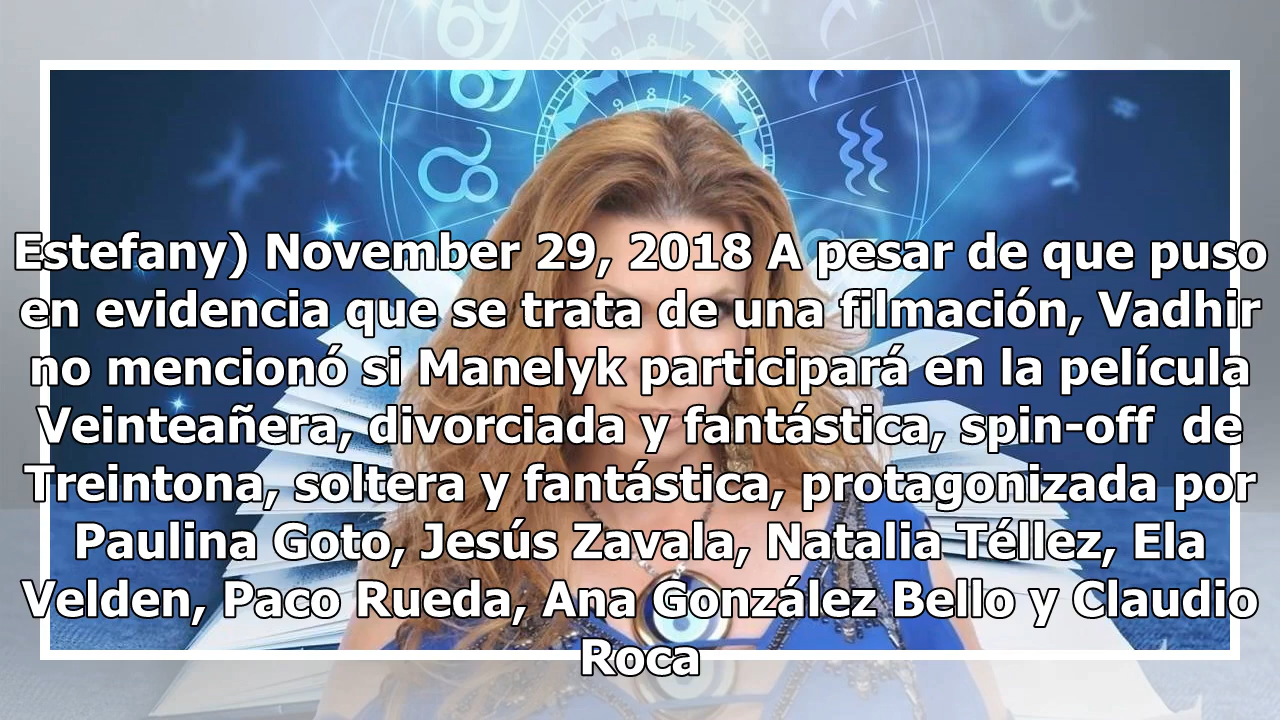 Estefany) November 29, 2018 A pesar de que puso
en evidencia que se trata de una filmación, Vadhir
no mencionó si Manelyk participará en la película
Veinteañera, divorciada y fantástica, spin-off  de
Treintona, soltera y fantástica, protagonizada por
Paulina Goto, Jesús Zavala, Natalia Téllez, Ela
Velden, Paco Rueda, Ana González Bello y Claudio
Roca